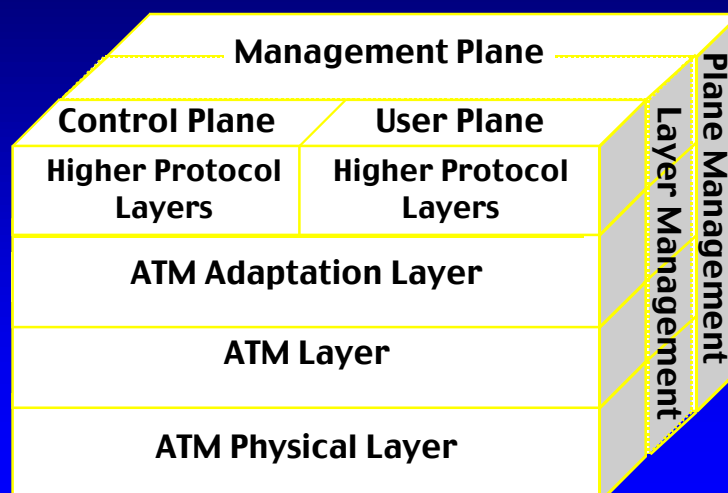 Management Plane
Control Plane
User Plane
Higher Protocol
Layers
Higher Protocol
Layers
ATM Adaptation Layer
ATM Layer
ATM Physical Layer
Layer Management
Plane Management